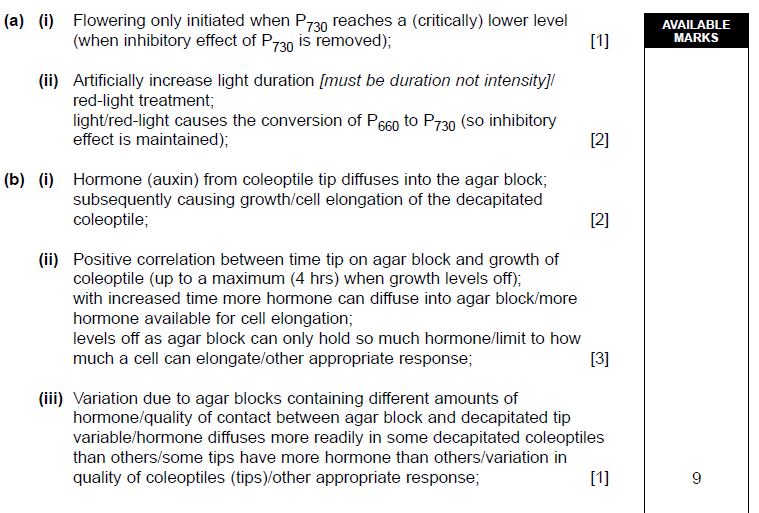 (a) (i) Flowering only initiated when P730 reaches a (critically) lower level
(when inhibitory effect of P730 is removed); [1]
AVAILABLE
MARKS
(ii) Artificially increase light duration [must be duration not intensity]/
red-light treatment;
light/red-light causes the conversion of P660 to P730 (so inhibitory
effect is maintained); [2]
(b) (i) Hormone (auxin) from coleoptile tip diffuses into the agar block;
subsequently causing growth/cell elongation of the decapitated
coleoptile; [2]
(ii) Positive correlation between time tip on agar block and growth of
coleoptile (up to a maximum (4 hrs) when growth levels off);
with increased time more hormone can diffuse into agar block/more
hormone available for cell elongation;
levels off as agar block can only hold so much hormone/limit to how
much a cell can elongate/other appropriate response; [3]
(iii) Variation due to agar blocks containing different amounts of
hormone/quality of contact between agar block and decapitated tip
variable/hormone diffuses more readily in some decapitated coleoptiles
than others/some tips have more hormone than others/variation in
quality of coleoptiles (tips)/other appropriate response; [1] 9